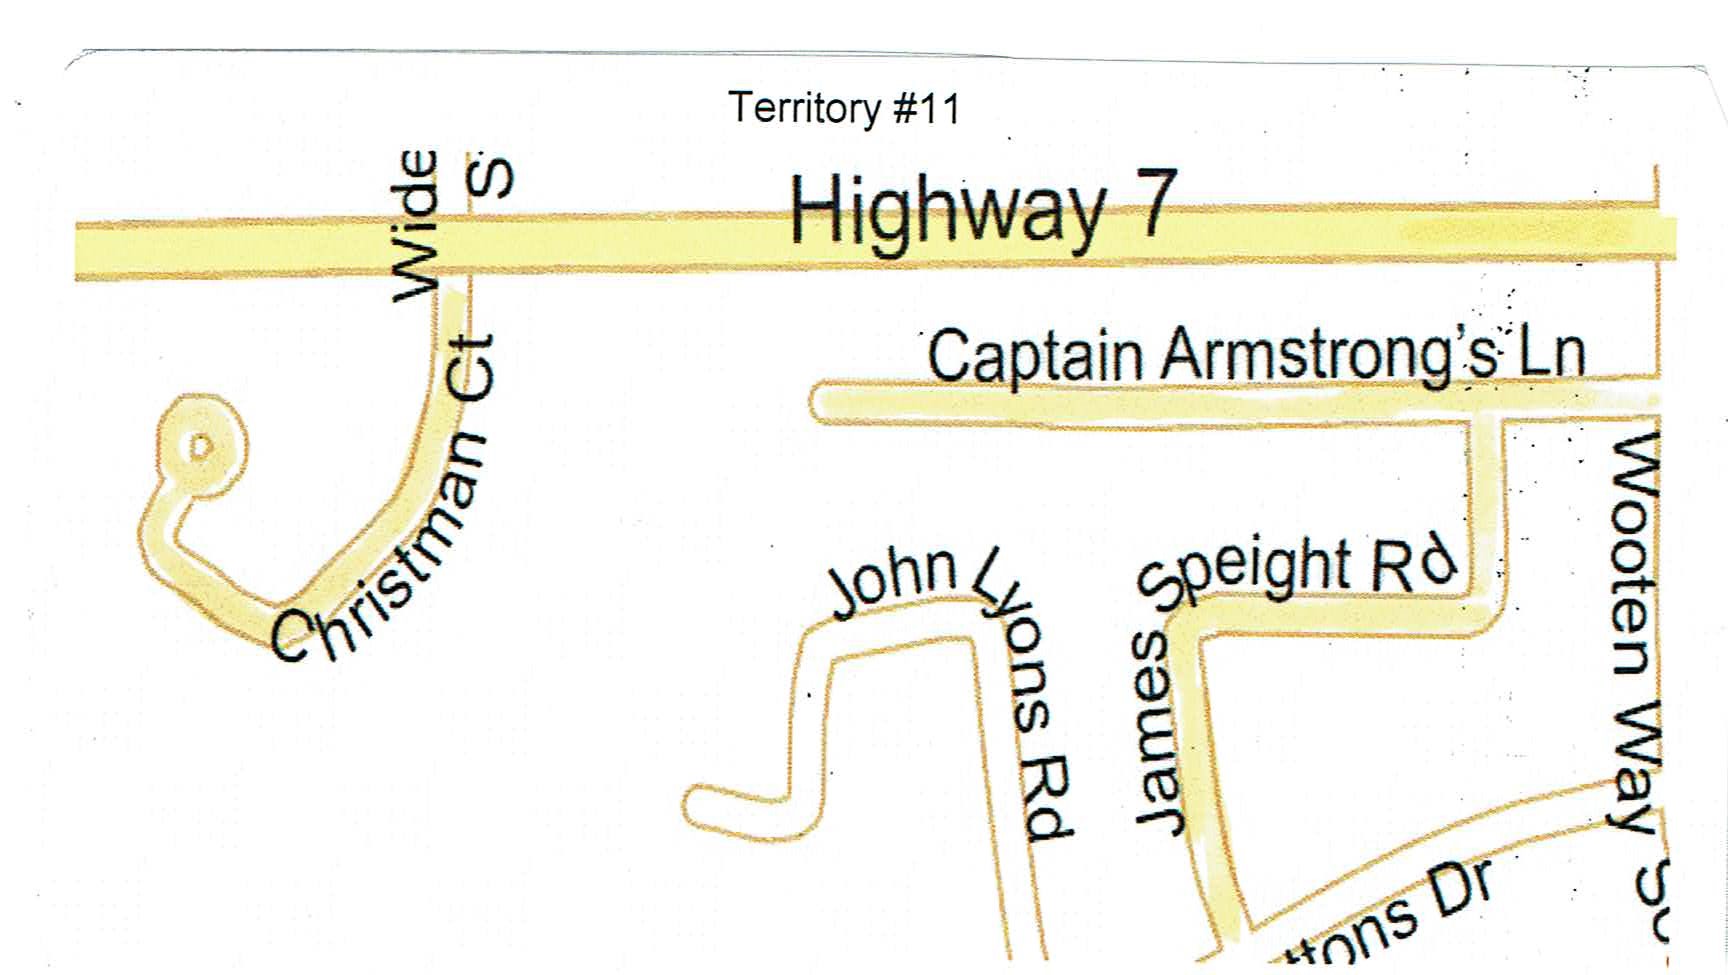 Territory #11
Wide
S
Highway 7
Captain Armstrong's Ln
Christman Ct
John Lyons Rd
James Speight Rd
Wooten Way
Dr